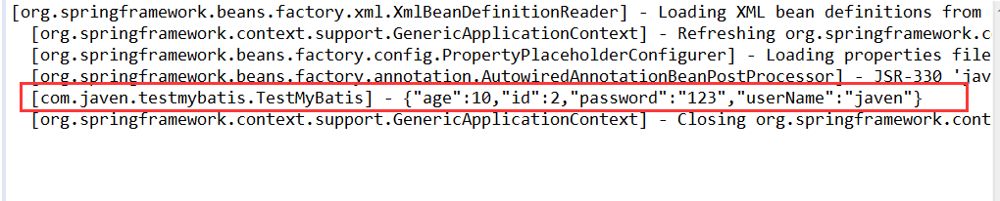 [org.springframework.beans.factory.xml.XmlBeanDefinitionReader] - Loading XML bean definitions from
[org.springframework.context.support.GenericApplicationContext] - Refreshing org.springframework.c
[org.springframework.beans.factory.config.PropertyPlaceholderConfigurer] - Loading properties file
[org.springframework.beans.factory.annotation.AutowiredAnnotationBeanPostProcessor] - JSR-330 'jav
[com.javen.testmybatis.TestMyBatis] - {"age":10,"id":2,"password":"123","userName":"javen"}
[org.springframework.context.support.GenericApplicationContext] - Closing org.springframework.cont